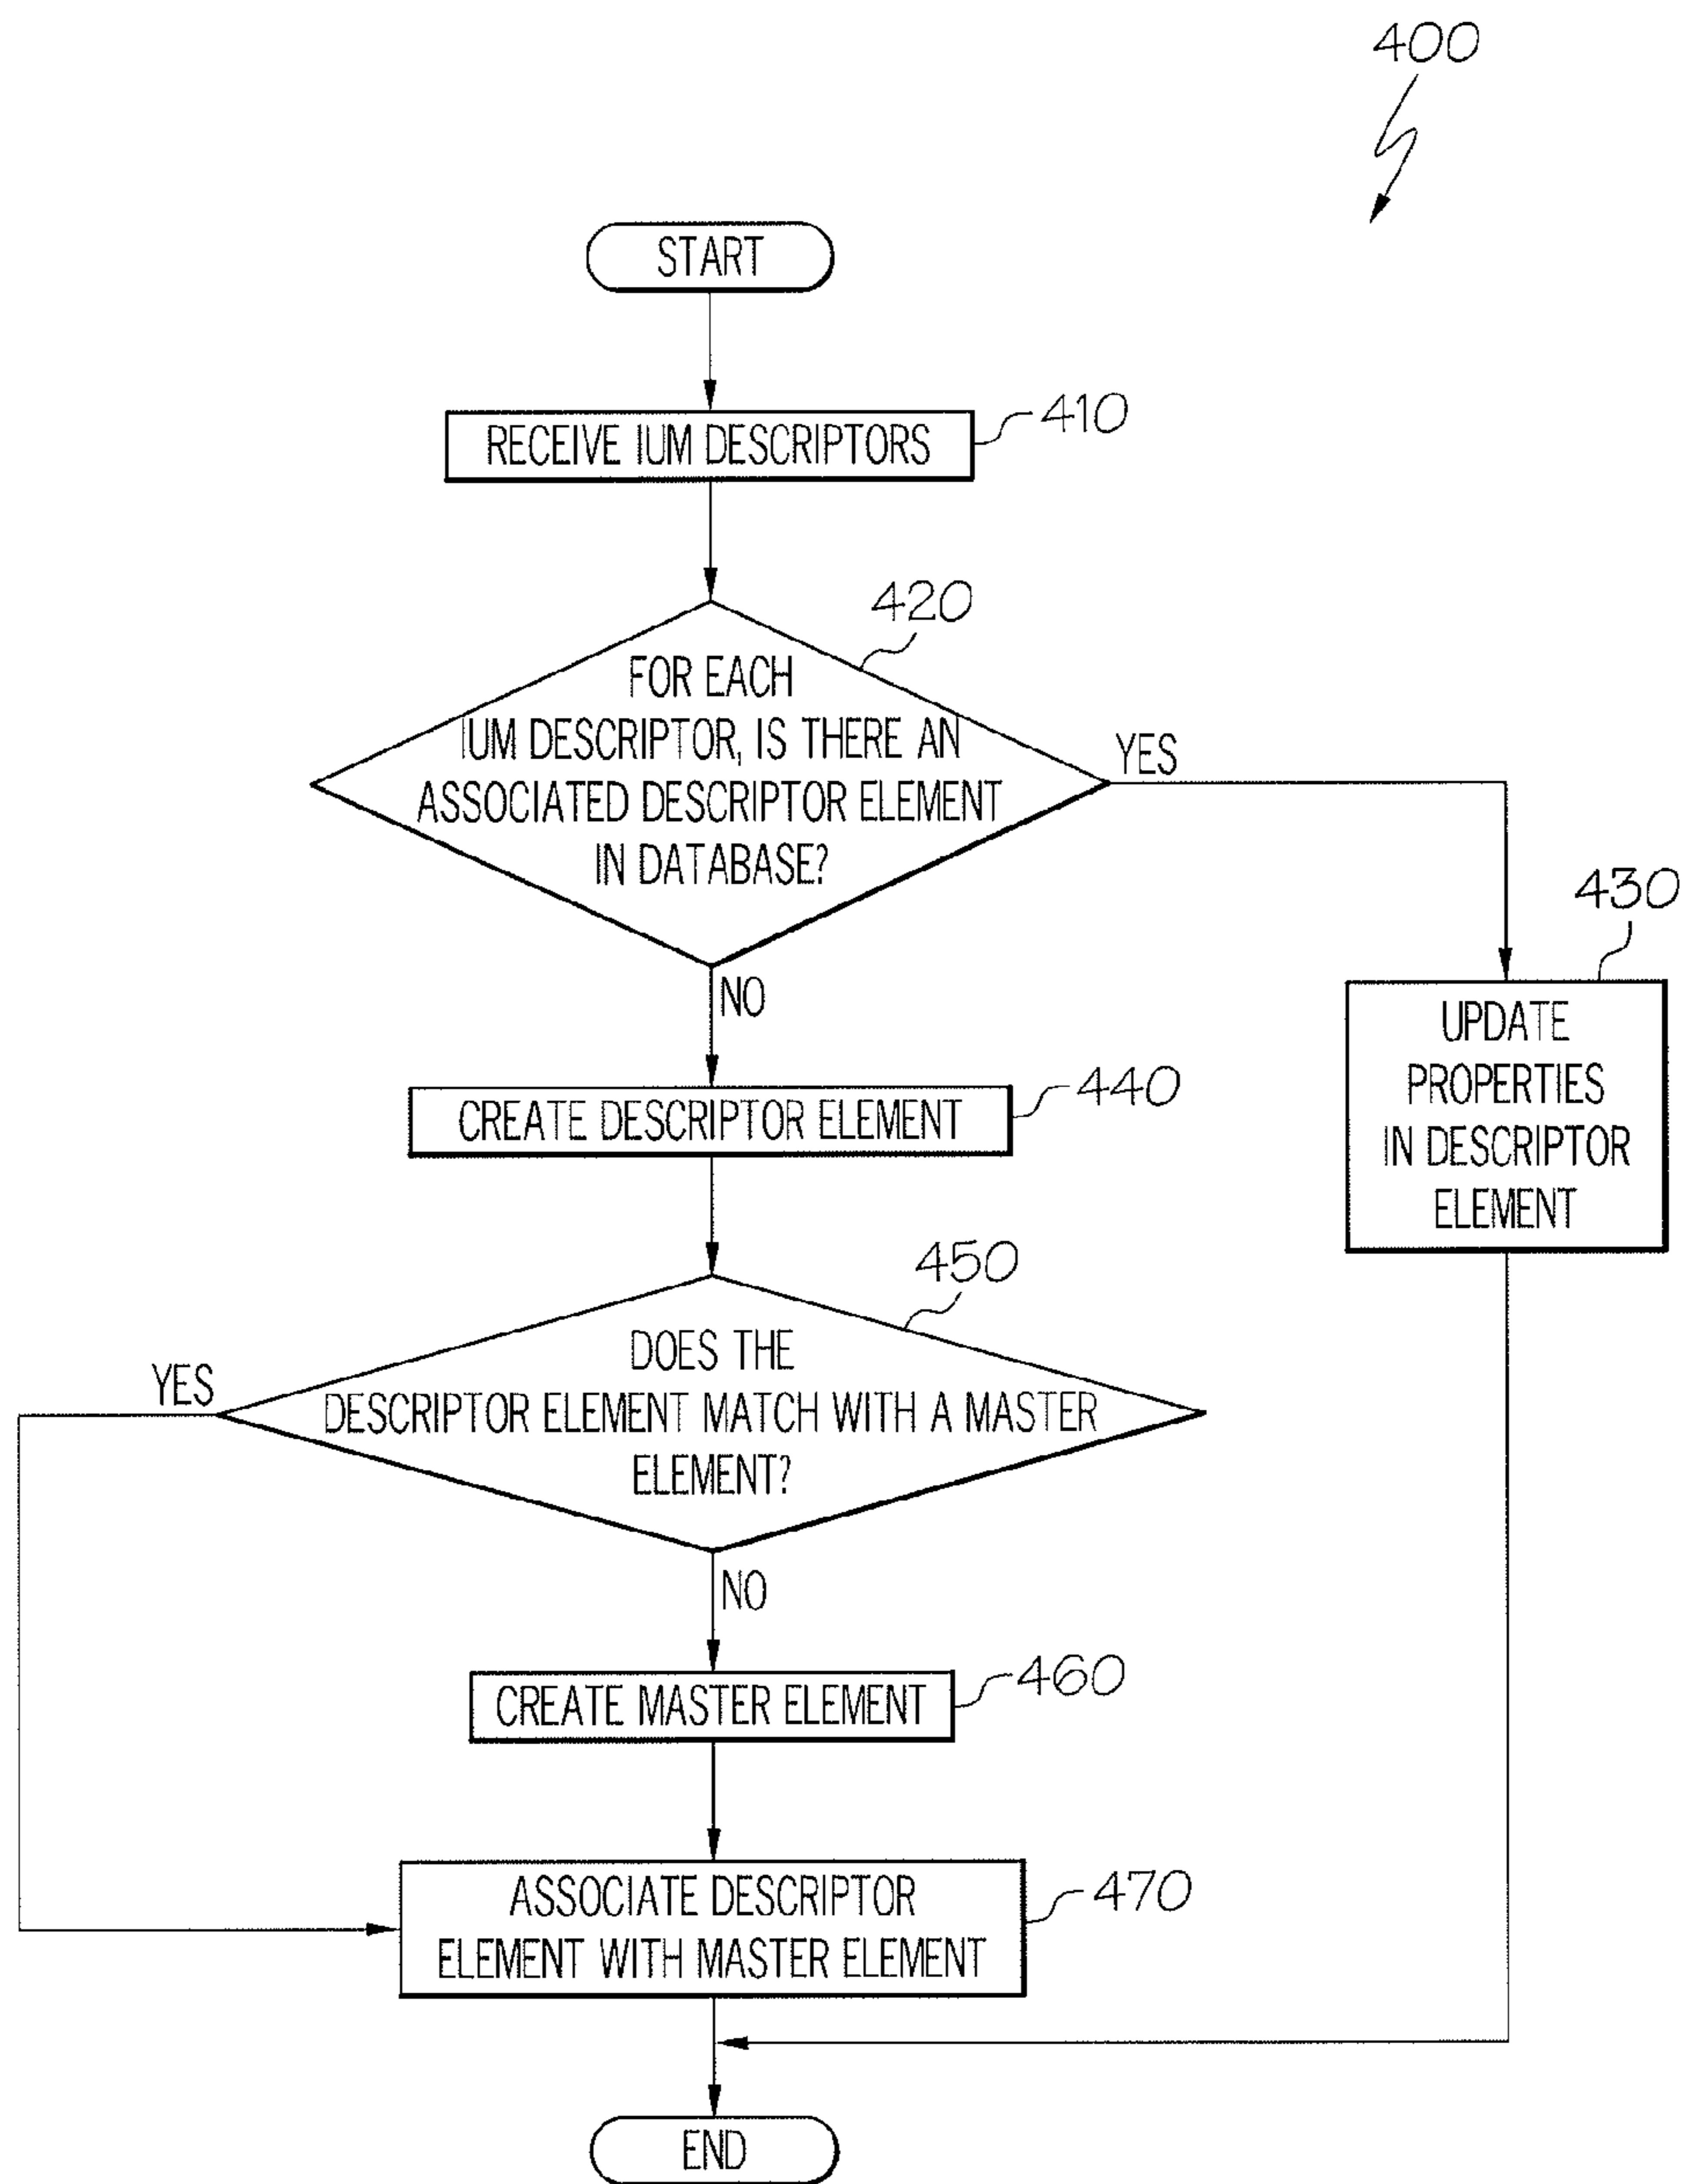 400
START
RECEIVE IUM DESCRIPTORS
410
420
FOR EACH
IUM DESCRIPTOR, IS THERE AN
ASSOCIATED DESCRIPTOR ELEMENT
IN DATABASE?
YES
NO
430
UPDATE
PROPERTIES
IN DESCRIPTOR
ELEMENT
CREATE DESCRIPTOR ELEMENT
440
450
DOES THE
DESCRIPTOR ELEMENT MATCH WITH A MASTER
ELEMENT?
YES
NO
CREATE MASTER ELEMENT
460
ASSOCIATE DESCRIPTOR
ELEMENT WITH MASTER ELEMENT
470
END